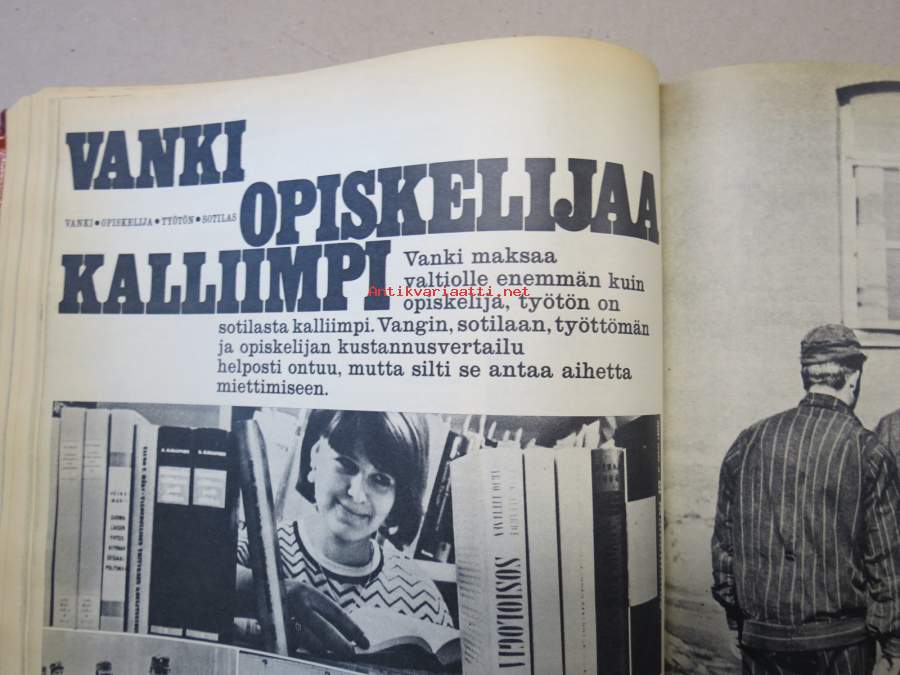 VANKI
VANKI • OPISKELIJA • TYÖTÖN • SOTILAS
OPISKELIJAA
KALLIIMPI
Vanki maksaa
valtiolle enemmän kuin
opiskelija, työtön on
sotilasta kalliimpi. Vangin, sotilaan, työttömän
ja opiskelijan kustannusvertailu
helposti ontuu, mutta silti se antaa aihetta
miettimiseen.
Antikvariaatti.net
SOSIOLOGIA